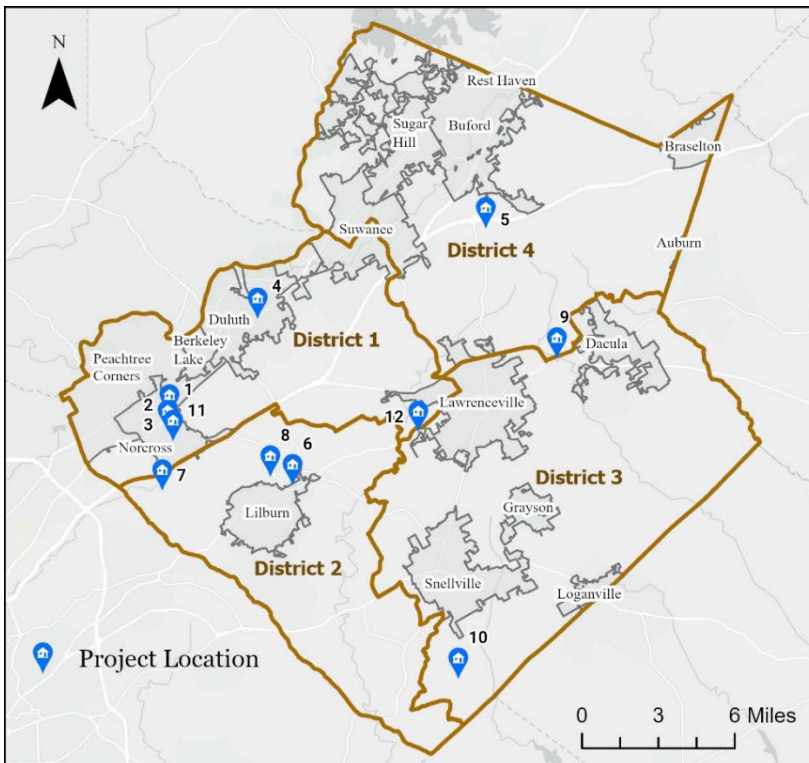 N
Rest Haven
Sugar
Hill
Buford
Braselton
5
Suwanee
District 4
Auburn
4
Duluth
9
Berkeley
Lake
District 1
Dacula
Peachtree
Corners
1
2
11
3
12
Lawrenceville
Norcross
8
6
7
District 3
Lilburn
Grayson
District 2
Snellville
Loganville
10
Project Location
0
3
6 Miles